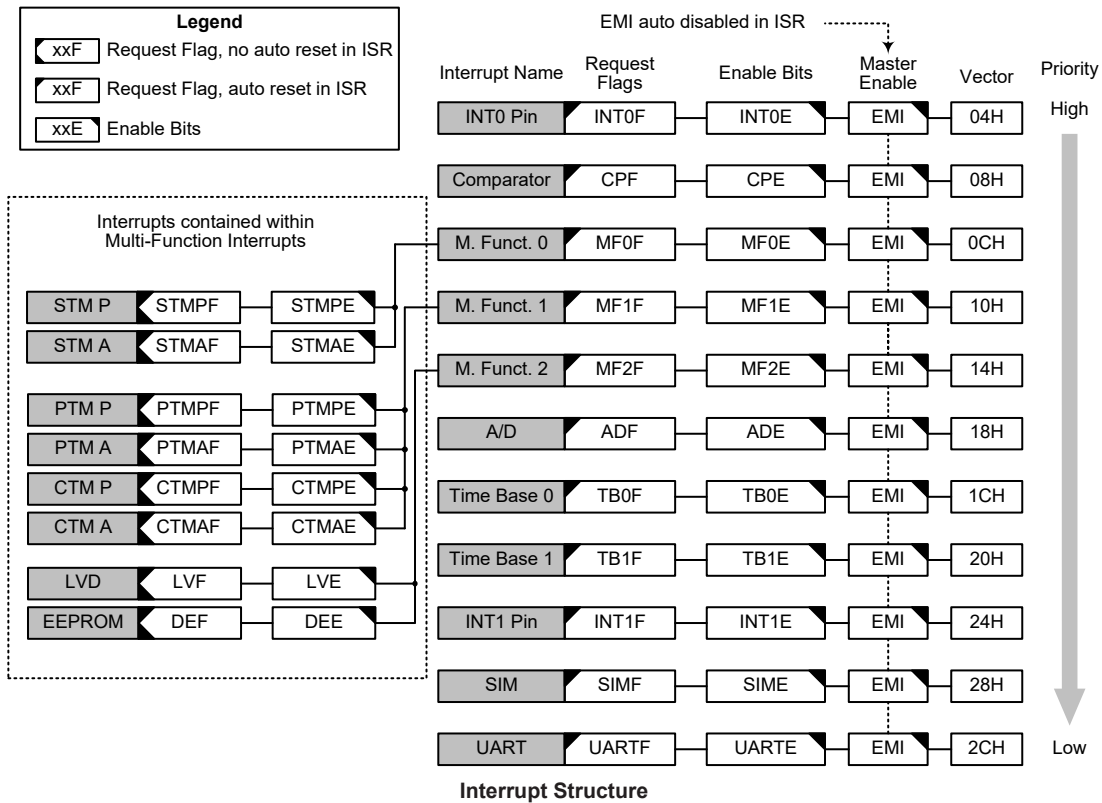 Legend
xxF Request Flag, no auto reset in ISR
xxF Request Flag, auto reset in ISR
xxE Enable Bits
EMI auto disabled in ISR
Interrupt Name Request Flags Enable Bits Master Enable Vector Priority
INT0 Pin INT0F INT0E EMI 04H High
Comparator CPF CPE EMI 08H
Interrupts contained within
Multi-Function Interrupts
M. Funct. 0 MF0F MF0E EMI 0CH
STM P STMPF STMPE M. Funct. 1 MF1F MF1E EMI 10H
STM A STMAF STMAE
M. Funct. 2 MF2F MF2E EMI 14H
PTM P PTMPF PTMPE
PTM A PTMAF PTMAE A/D ADF ADE EMI 18H
CTM P CTMPF CTMPE Time Base 0 TB0F TB0E EMI 1CH
CTM A CTMAF CTMAE
Time Base 1 TB1F TB1E EMI 20H
LVD LVF LVE
EEPROM DEF DEE INT1 Pin INT1F INT1E EMI 24H
SIM SIMF SIME EMI 28H
UART UARTF UARTE EMI 2CH Low
Interrupt Structure